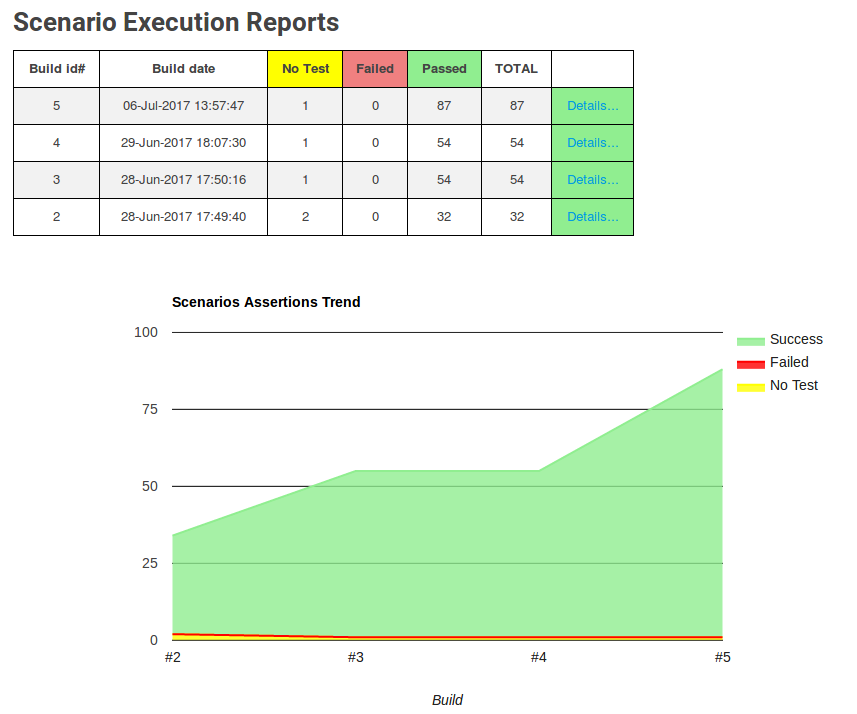 Scenario Execution Reports
Build id# Build date No Test Failed Passed TOTAL
5 06-Jul-2017 13:57:47 1 0 87 87 Details...
4 29-Jun-2017 18:07:30 1 0 54 54 Details...
3 28-Jun-2017 17:50:16 1 0 54 54 Details...
2 28-Jun-2017 17:49:40 2 0 32 32 Details...
Scenarios Assertions Trend
100
75
50
25
0
#2 #3 #4 #5
Build
Success
Failed
No Test